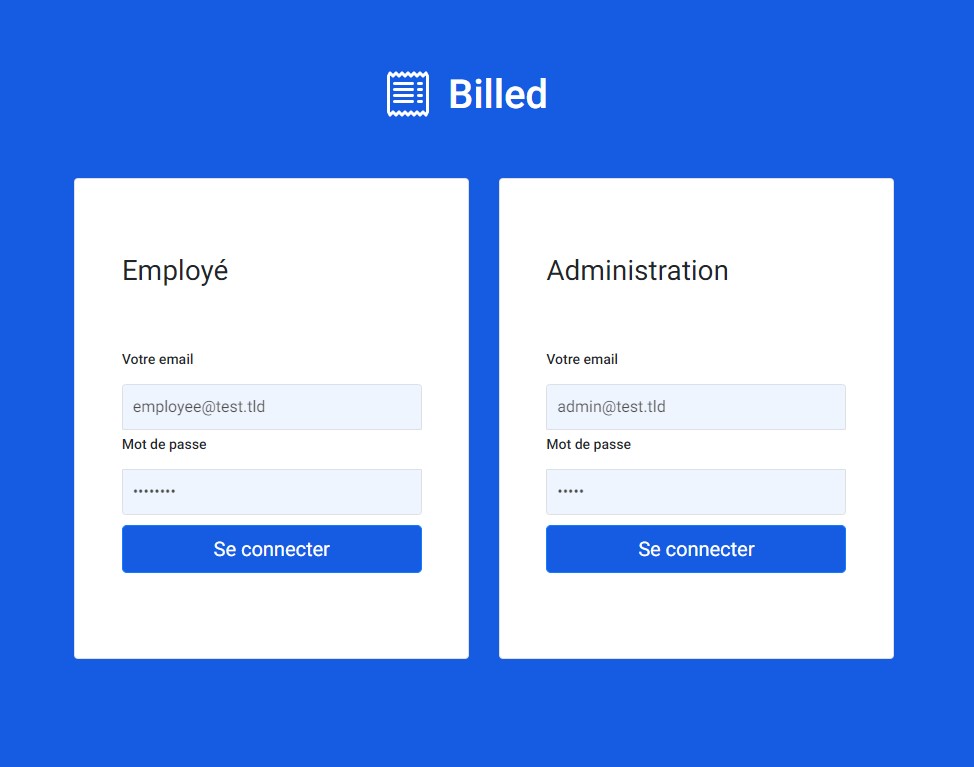 Billed
Employé
Votre email
employee@test.tld
Mot de passe
••••••••
Se connecter
Administration
Votre email
admin@test.tld
Mot de passe
•••••
Se connecter